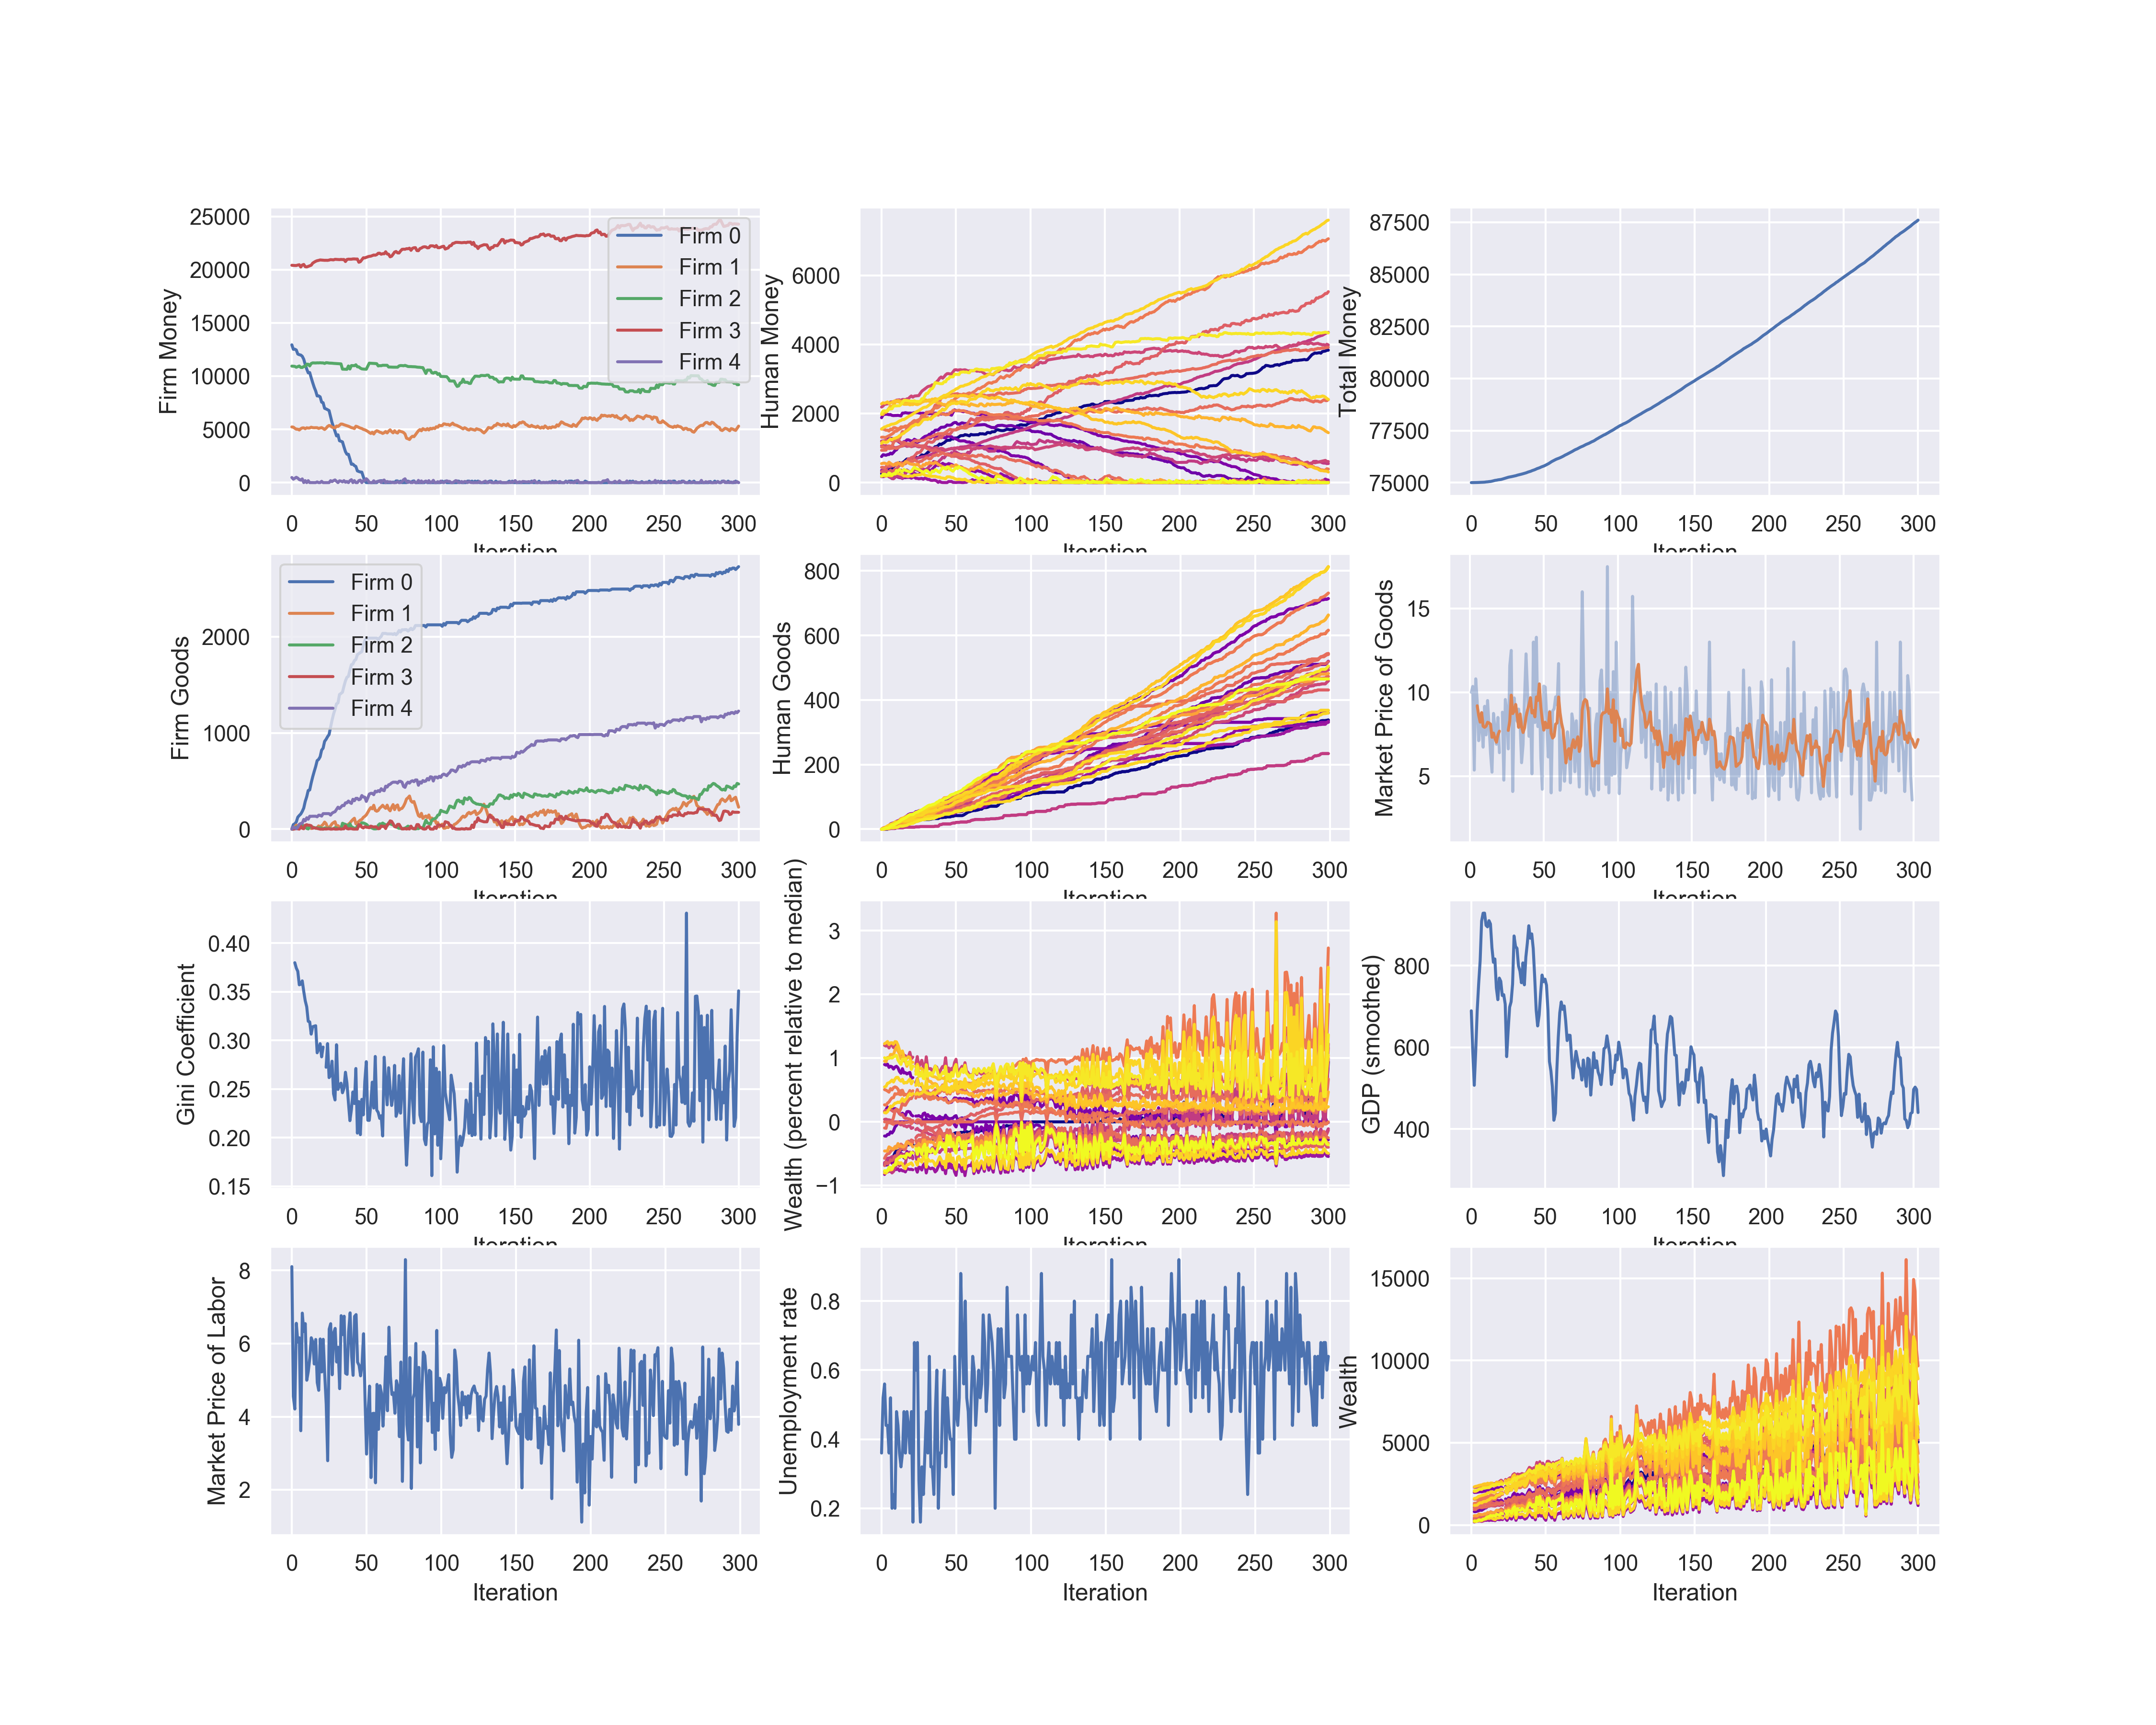 Firm Money
25000
20000
15000
10000
5000
0
Firm 0
Firm 1
Firm 2
Firm 3
Firm 4
0 50 100 150 200 250 300
Iteration
Human Money
6000
4000
2000
0
0 50 100 150 200 250 300
Iteration
Total Money
87500
85000
82500
80000
77500
75000
0 50 100 150 200 250 300
Iteration
Firm Goods
2000
1000
0
Firm 0
Firm 1
Firm 2
Firm 3
Firm 4
0 50 100 150 200 250 300
Iteration
Human Goods
800
600
400
200
0
0 50 100 150 200 250 300
Iteration
Market Price of Goods
15
10
5
0 50 100 150 200 250 300
Iteration
Gini Coefficient
0.40
0.35
0.30
0.25
0.20
0.15
0 50 100 150 200 250 300
Iteration
Wealth (percent relative to median)
3
2
1
0
−1
0 50 100 150 200 250 300
Iteration
GDP (smoothed)
800
600
400
0 50 100 150 200 250 300
Iteration
Market Price of Labor
8
6
4
2
0 50 100 150 200 250 300
Iteration
Unemployment rate
0.8
0.6
0.4
0.2
0 50 100 150 200 250 300
Iteration
Wealth
15000
10000
5000
0
0 50 100 150 200 250 300
Iteration